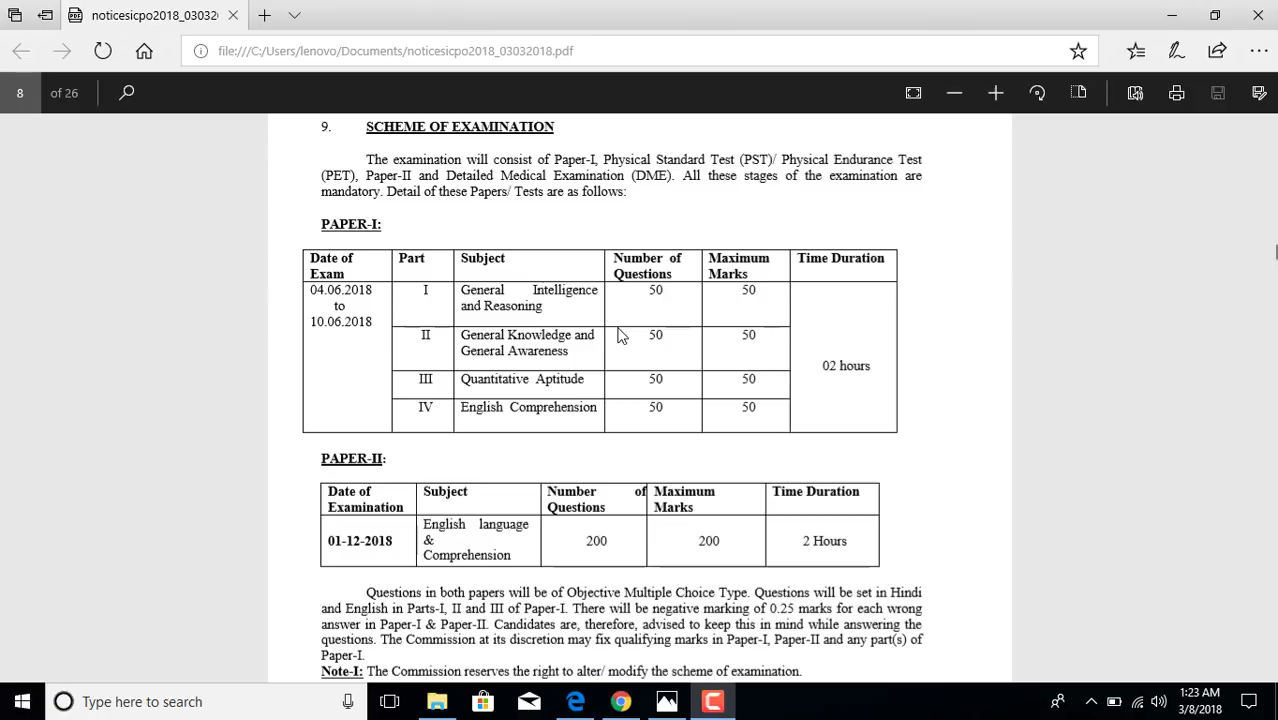 noticesicpo2018_03032
file:///C:/Users/lenovo/Documents/noticesicpo2018_03032018.pdf
8 of 26
9. SCHEME OF EXAMINATION
The examination will consist of Paper-I, Physical Standard Test (PST)/ Physical Endurance Test
(PET), Paper-II and Detailed Medical Examination (DME). All these stages of the examination are
mandatory. Detail of these Papers/ Tests are as follows:
PAPER-I:
Date of Part Subject Number of Maximum Time Duration
Exam Questions Marks
04.06.2018 I General Intelligence 50 50
to and Reasoning
10.06.2018
II General Knowledge and 50 50
General Awareness
02 hours
III Quantitative Aptitude 50 50
IV English Comprehension 50 50
PAPER-II:
Date of Subject Number of Maximum Time Duration
Examination Questions Marks
English language
01-12-2018 & 200 200 2 Hours
Comprehension
Questions in both papers will be of Objective Multiple Choice Type. Questions will be set in Hindi
and English in Parts-I, II and III of Paper-I. There will be negative marking of 0.25 marks for each wrong
answer in Paper-I & Paper-II. Candidates are, therefore, advised to keep this in mind while answering the
questions. The Commission at its discretion may fix qualifying marks in Paper-I, Paper-II and any part(s) of
Paper-I.
Note-I: The Commission reserves the right to alter/ modify the scheme of examination.
Type here to search
1:23 AM
3/8/2018